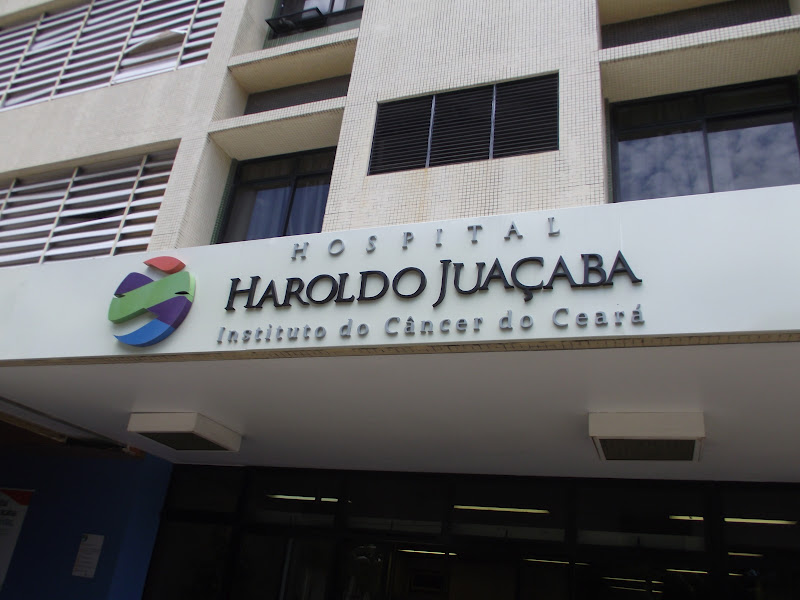 HOSPITAL
HAROLDO JUAÇABA
Instituto do Câncer do Ceará